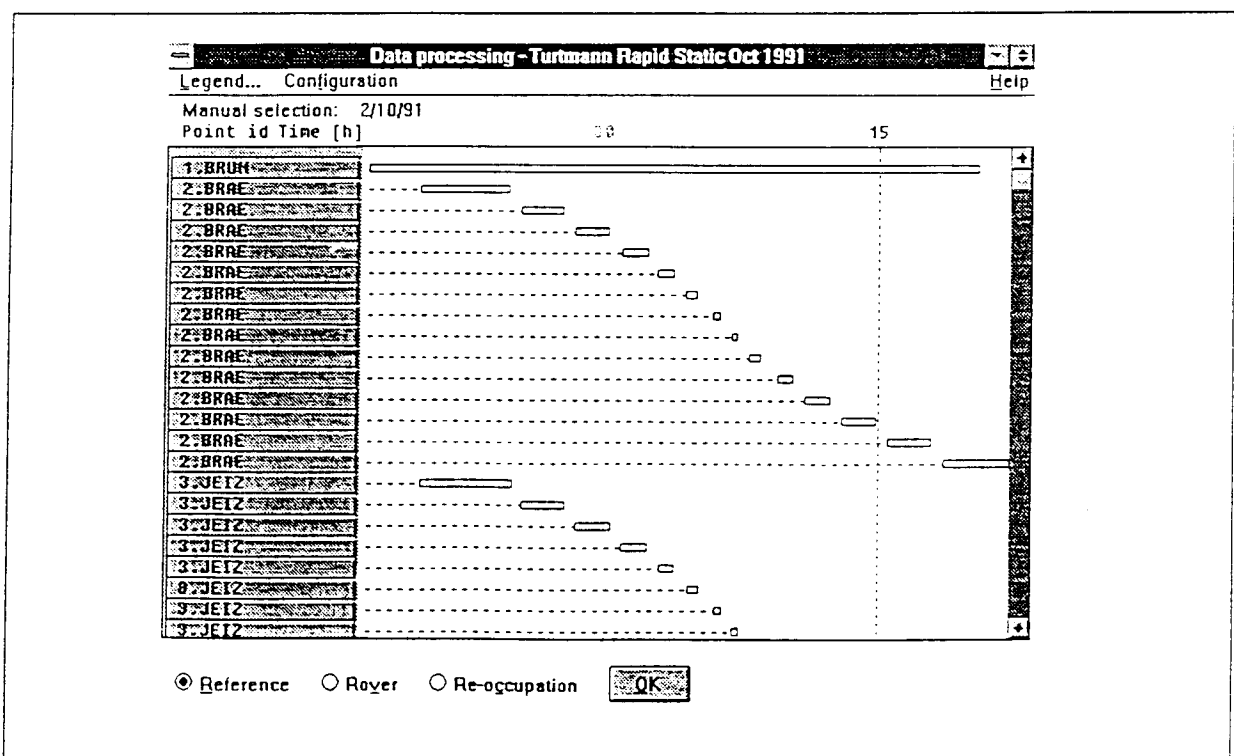 Data processing - Turtmann Rapid Static Oct 1991
Legend... Configuration Help
Manual selection: 2/10/91
Point id Time [h] 15
1.BRUN
2.BRAE
2.BRAE
2.BRAE
2.BRAE
2.BRAE
2.BRAE
2.BRAE
2.BRAE
2.BRAE
2.BRAE
2.BRAE
2.BRAE
2.BRAE
2.BRAE
3.JEIZ
3.JEIZ
3.JEIZ
3.JEIZ
3.JEIZ
JEIZ
JEIZ
JEIZ
Reference Rover Re-occupation OK